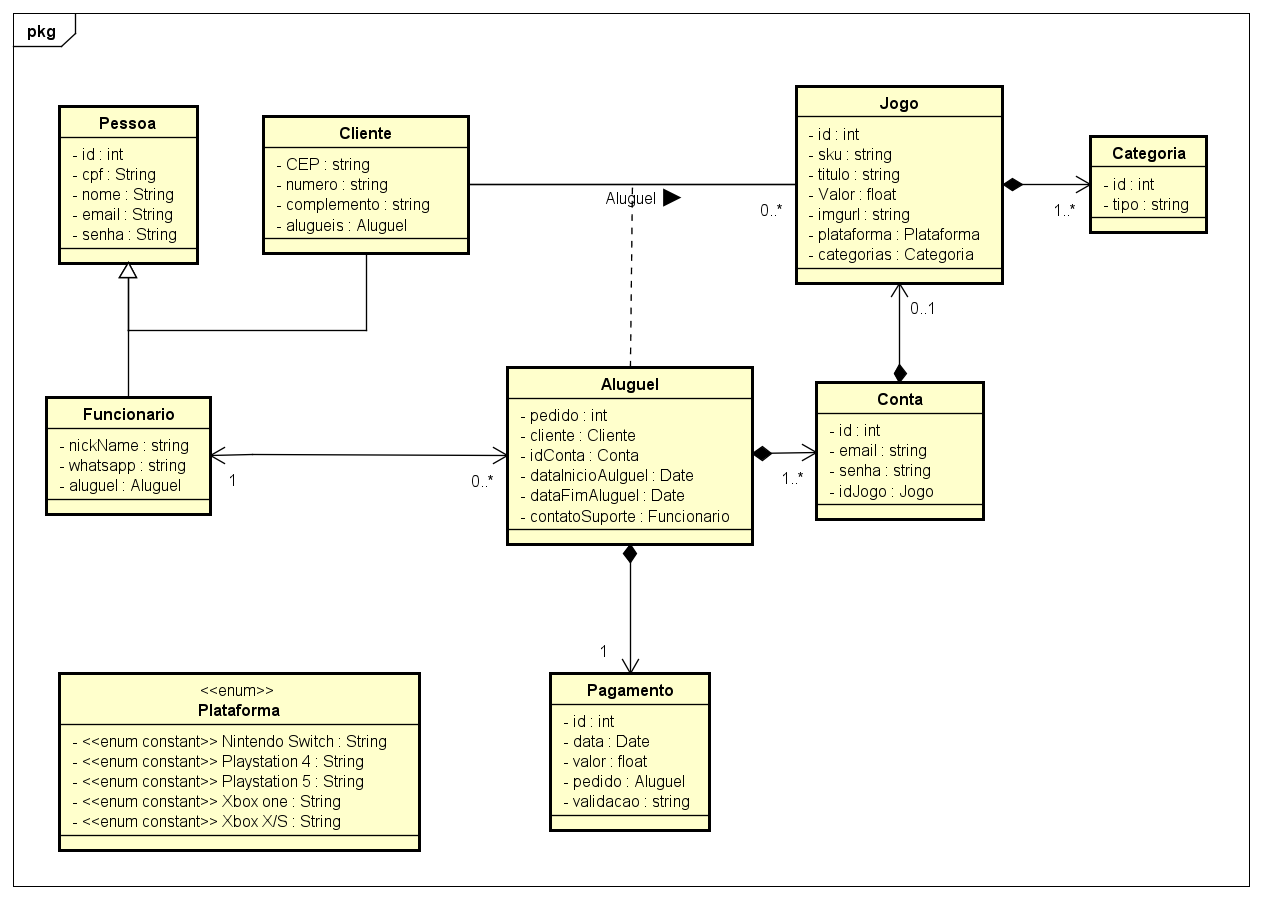 pkg
Pessoa
- id : int
- cpf : String
- nome : String
- email : String
- senha : String
Cliente
- CEP : string
- numero : string
- complemento : string
- alugueis : Aluguel
Aluguel
0..*
Jogo
- id : int
- sku : string
- titulo : string
- Valor : float
- imgurl : string
- plataforma : Plataforma
- categorias : Categoria
1..*
Categoria
- id : int
- tipo : string
0..1
Funcionario
- nickName : string
- whatsapp : string
- aluguel : Aluguel
1
0..*
Aluguel
- pedido : int
- cliente : Cliente
- idConta : Conta
- dataInicioAulguel : Date
- dataFimAluguel : Date
- contatoSuporte : Funcionario
1..*
Conta
- id : int
- email : string
- senha : string
- idJogo : Jogo
1
Pagamento
- id : int
- data : Date
- valor : float
- pedido : Aluguel
- validacao : string
<<enum>>
Plataforma
- <<enum constant>> Nintendo Switch : String
- <<enum constant>> Playstation 4 : String
- <<enum constant>> Playstation 5 : String
- <<enum constant>> Xbox one : String
- <<enum constant>> Xbox X/S : String